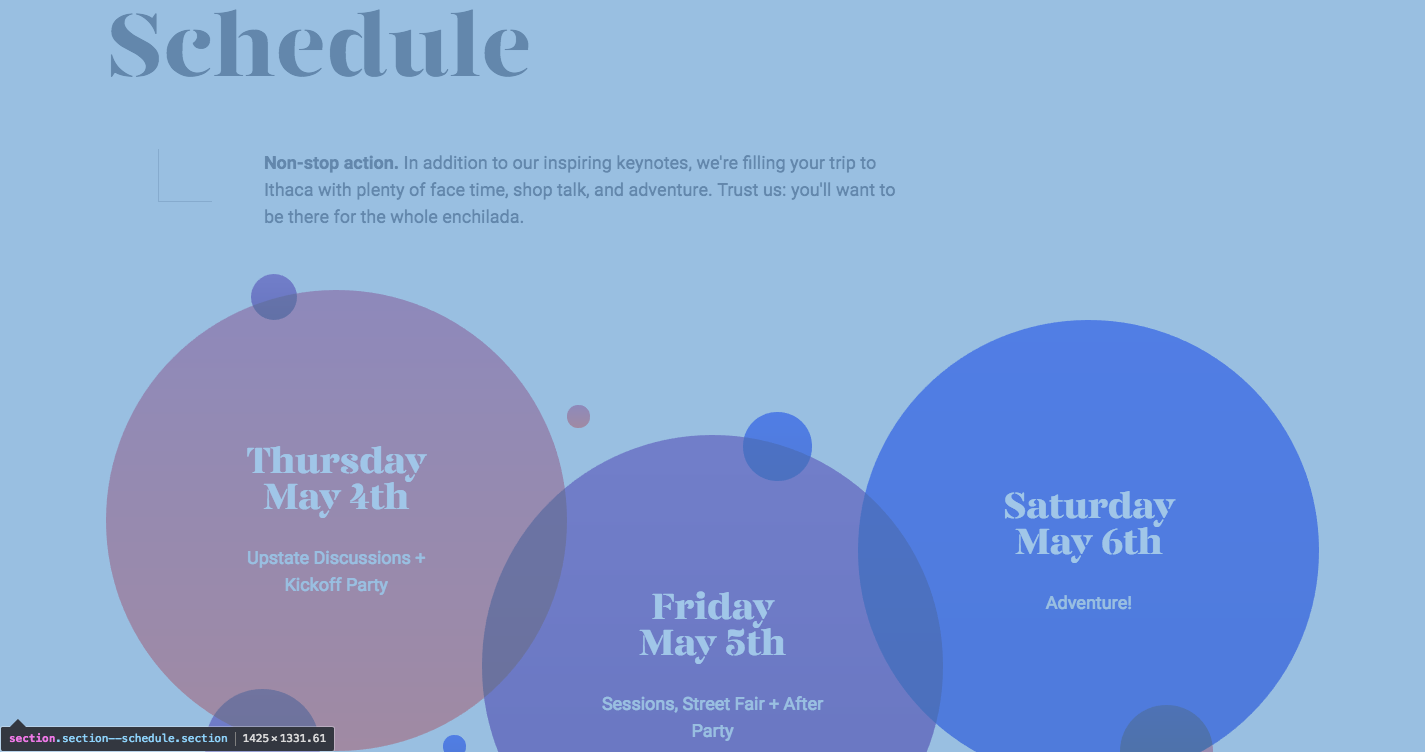 Schedule
Non-stop action. In addition to our inspiring keynotes, we're filling your trip to
Ithaca with plenty of face time, shop talk, and adventure. Trust us: you'll want to
be there for the whole enchilada.
Thursday
May 4th
Upstate Discussions +
Kickoff Party
Friday
May 5th
Sessions, Street Fair + After
Party
Saturday
May 6th
Adventure!
section.section--schedule.section | 1425 × 1331.61